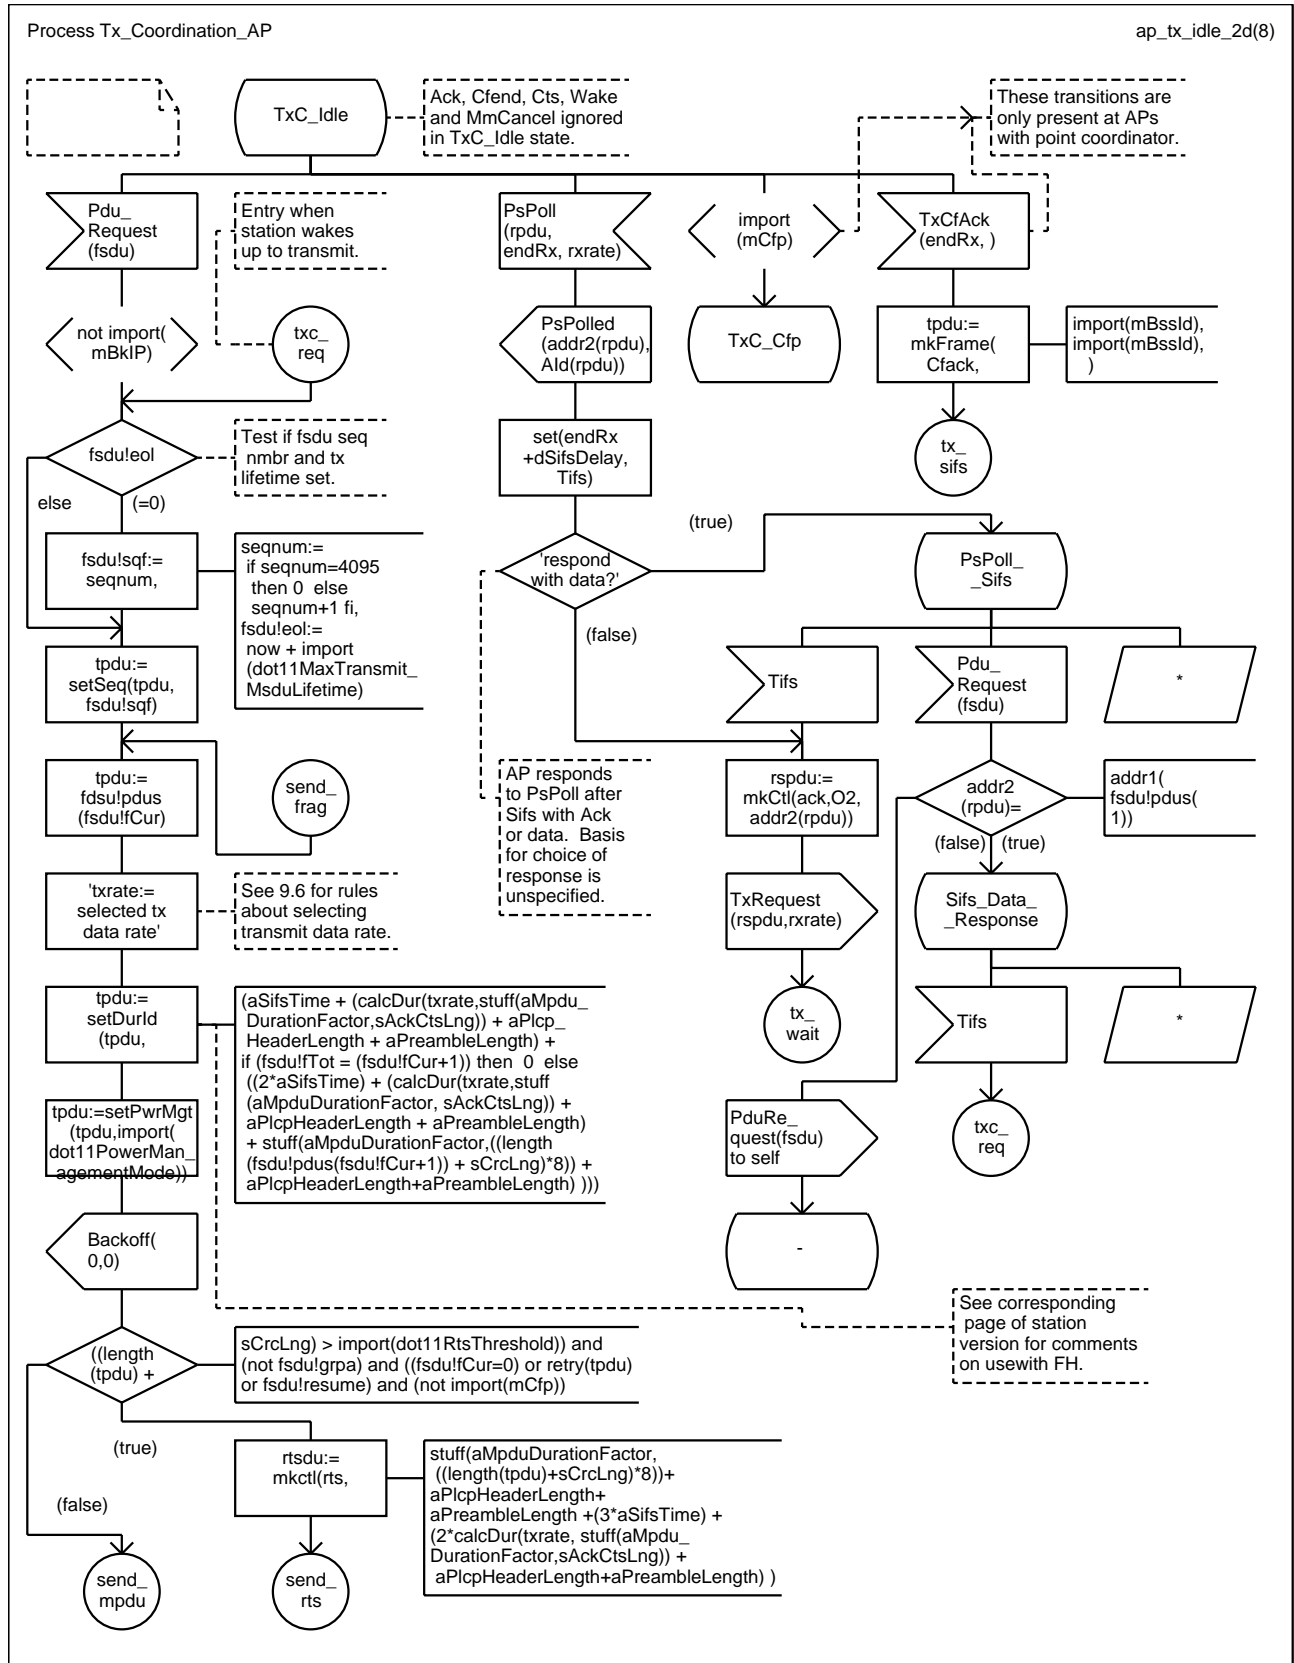 Process Tx_Coordination_AP
ap_tx_idle_2d(8)
TxC_Idle
Ack, Cfend, Cts, Wake
and MmCancel ignored
in TxC_Idle state.
These transitions are
only present at APs
with point coordinator.
Pdu_
Request
(fsdu)
Entry when
station wakes
up to transmit.
PsPoll
(rpdu,
endRx, rxrate)
import
(mCfp)
TxCfAck
(endRx, )
not import(
mBkIP)
txc_
req
PsPolled
(addr2(rpdu),
AId(rpdu))
TxC_Cfp
tpdu:=
mkFrame(
Cfack,
import(mBssId),
import(mBssId),
)
fsdu!eol
Test if fsdu seq
nmbr and tx
lifetime set.
set(endRx
+dSifsDelay,
Tifs)
tx_
sifs
else
(=0)
(true)
fsdu!sqf:=
seqnum,
seqnum:=
if seqnum=4095
then 0 else
seqnum+1 fi,
fsdu!eol:=
now + import
(dot11MaxTransmit_
MsduLifetime)
'respond
with data?'
PsPoll_
_Sifs
(false)
tpdu:=
setSeq(tpdu,
fsdu!sqf)
Tifs
Pdu_
Request
(fsdu)
*
tpdu:=
fdsu!pdus
(fsdu!fCur)
send_
frag
AP responds
to PsPoll after
Sifs with Ack
or data. Basis
for choice of
response is
unspecified.
rspdu:=
mkCtl(ack,O2,
addr2(rpdu))
addr2
(rpdu)=
addr1(
fsdu!pdus(
1))
(false)
(true)
'txrate:=
selected tx
data rate'
See 9.6 for rules
about selecting
transmit data rate.
TxRequest
(rspdu,rxrate)
Sifs_Data_
_Response
tpdu:=
setDurId
(tpdu,
(aSifsTime + (calcDur(txrate,stuff(aMpdu_
DurationFactor,sAckCtsLng)) + aPlcp_
HeaderLength + aPreambleLength) +
if (fsdu!fTot = (fsdu!fCur+1)) then 0 else
((2*aSifsTime) + (calcDur(txrate,stuff
(aMpduDurationFactor, sAckCtsLng)) +
aPlcpHeaderLength + aPreambleLength)
+ stuff(aMpduDurationFactor,((length
(fsdu!pdus(fsdu!fCur+1)) + sCrcLng)*8)) +
aPlcpHeaderLength+aPreambleLength) )))
tx_
wait
Tifs
*
tpdu:=setPwrMgt
(tpdu,import(
dot11PowerMan_
agementMode))
PduRe_
quest(fsdu)
to self
txc_
req
Backoff(
0,0)
-
See corresponding
page of station
version for comments
on usewith FH.
((length
(tpdu) +
sCrcLng) > import(dot11RtsThreshold)) and
(not fsdu!grpa) and ((fsdu!fCur=0) or retry(tpdu)
or fsdu!resume) and (not import(mCfp))
(true)
rtsdu:=
mkctl(rts,
stuff(aMpduDurationFactor,
((length(tpdu)+sCrcLng)*8))+
aPlcpHeaderLength+
aPreambleLength +(3*aSifsTime) +
(2*calcDur(txrate, stuff(aMpdu_
DurationFactor,sAckCtsLng)) +
aPlcpHeaderLength+aPreambleLength) )
(false)
send_
mpdu
send_
rts